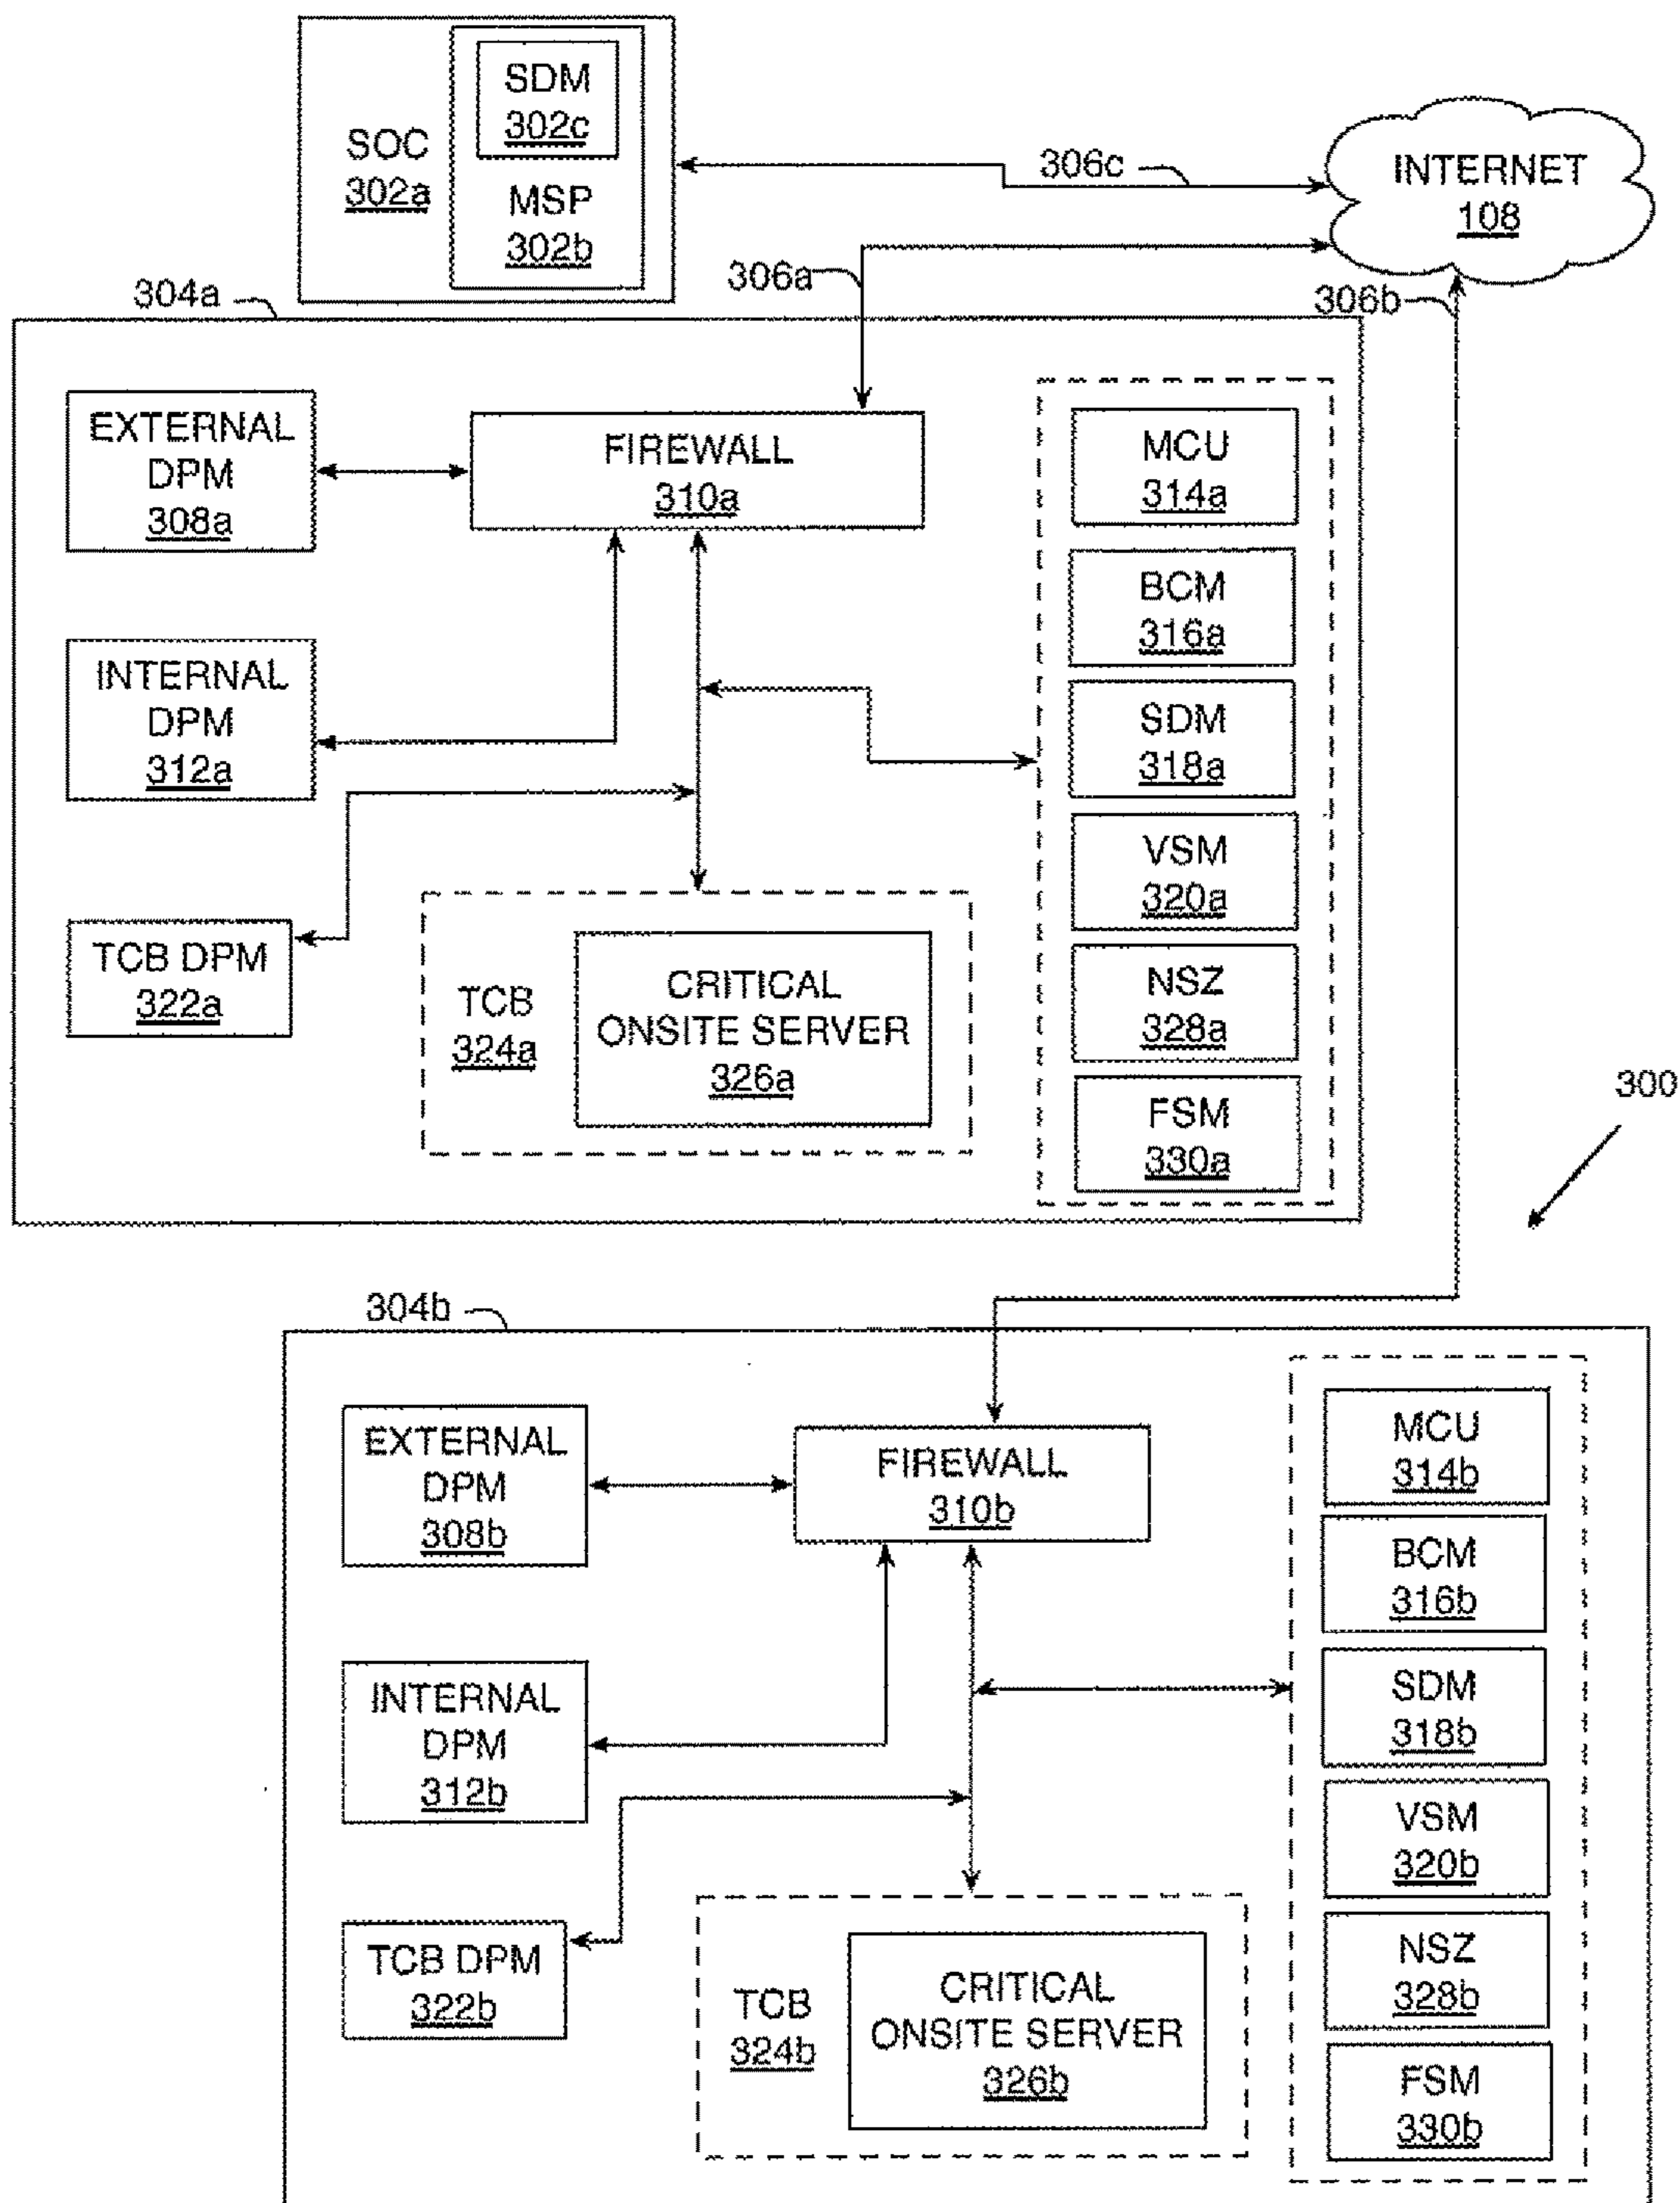 SDM
302c
SOC
302a
MSP
302b
306c
INTERNET
108
306a
306b
304a
EXTERNAL
DPM
308a
FIREWALL
310a
MCU
314a
BCM
316a
INTERNAL
DPM
312a
SDM
318a
VSM
320a
TCB DPM
322a
TCB
324a
CRITICAL
ONSITE SERVER
326a
NSZ
328a
FSM
330a
300
304b
EXTERNAL
DPM
308b
FIREWALL
310b
MCU
314b
BCM
316b
INTERNAL
DPM
312b
SDM
318b
VSM
320b
TCB DPM
322b
TCB
324b
CRITICAL
ONSITE SERVER
326b
NSZ
328b
FSM
330b